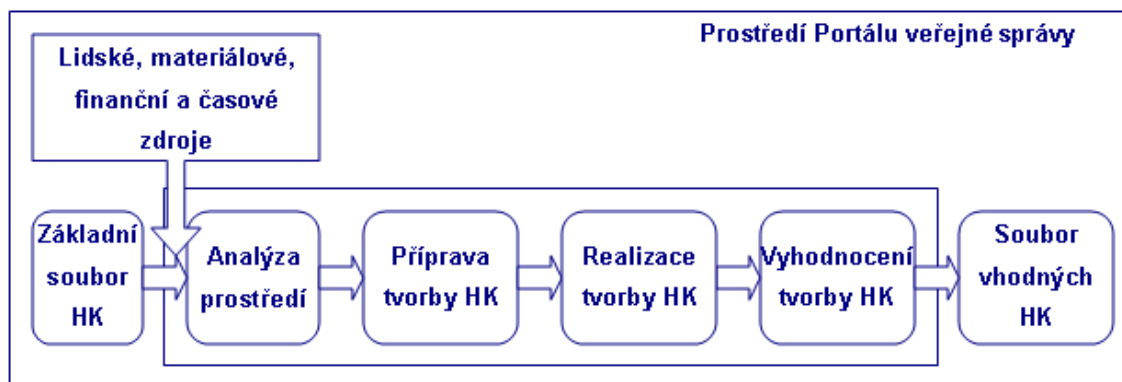 Prostředí Portálu veřejné správy
Lidské, materiálové,
finanční a časové
zdroje
Základní
soubor
HK
Analýza
prostředí
Příprava
tvorby HK
Realizace
tvorby HK
Vyhodnocení
tvorby HK
Soubor
vhodných
HK